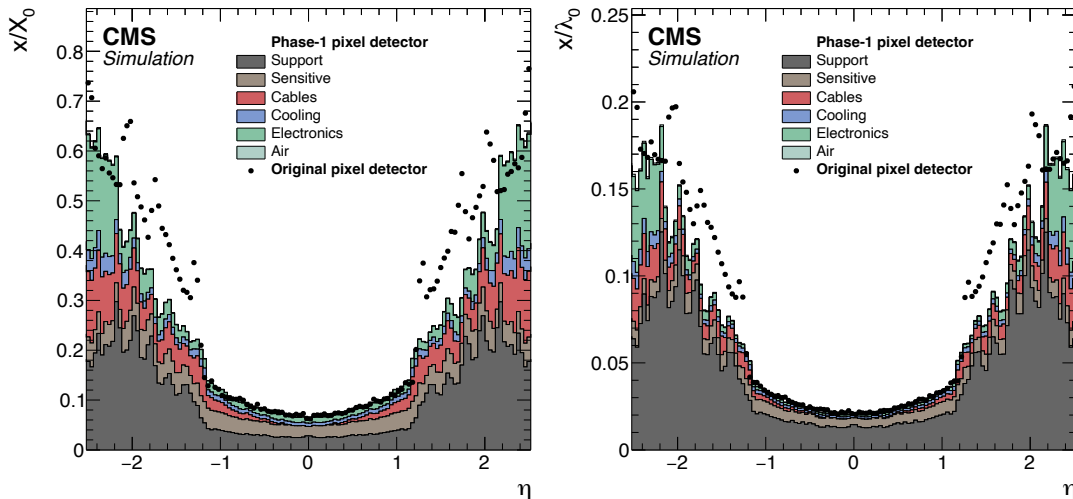 x/X0
CMS
Simulation
Phase-1 pixel detector
Support
Sensitive
Cables
Cooling
Electronics
Air
Original pixel detector
0.8
0.7
0.6
0.5
0.4
0.3
0.2
0.1
0
−2
−1
0
1
2
η
x/λ0
CMS
Simulation
Phase-1 pixel detector
Support
Sensitive
Cables
Cooling
Electronics
Air
Original pixel detector
0.25
0.2
0.15
0.1
0.05
0
−2
−1
0
1
2
η